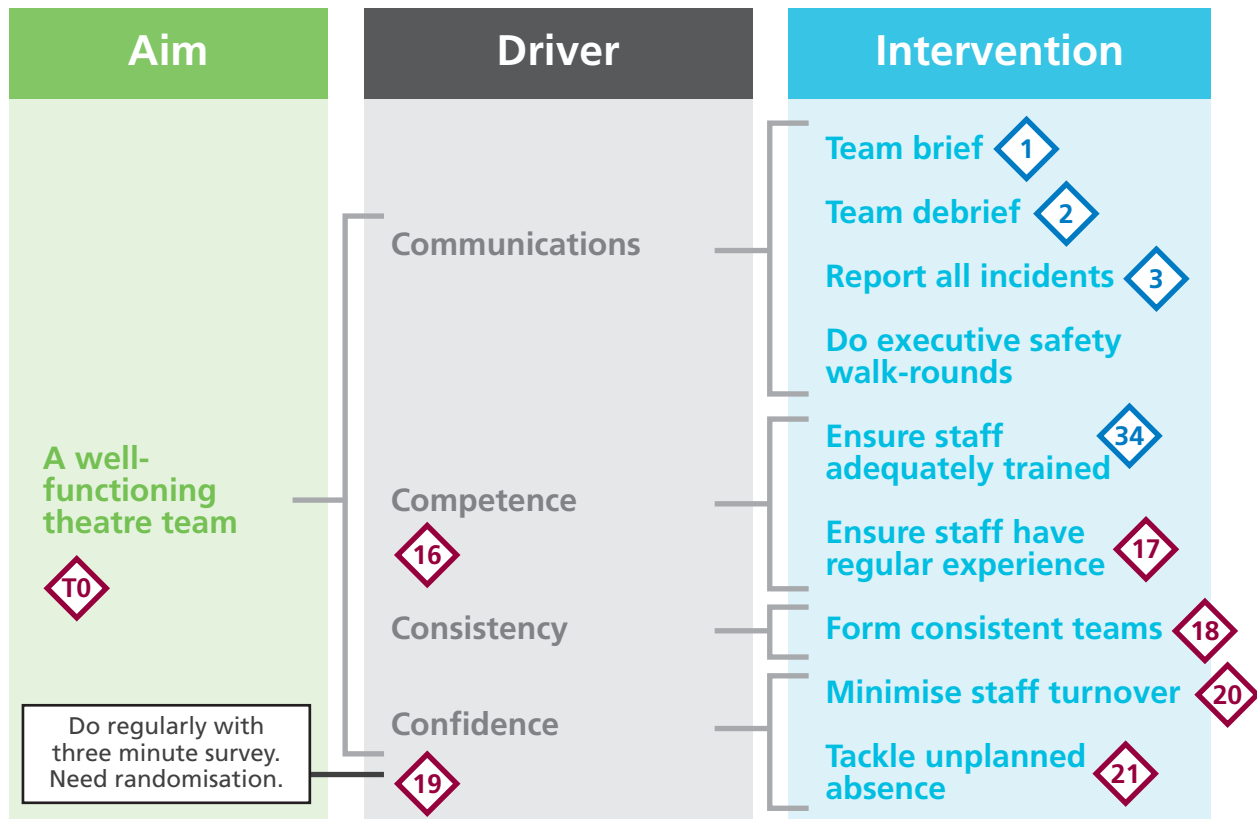 Aim
Driver
Intervention
A well-
functioning
theatre team
T0
Do regularly with
three minute survey.
Need randomisation.
Communications
Competence
16
Consistency
Confidence
19
Team brief 1
Team debrief 2
Report all incidents 3
Do executive safety
walk-rounds
Ensure staff
adequately trained 34
Ensure staff have
regular experience 17
Form consistent teams 18
Minimise staff turnover 20
Tackle unplanned
absence 21